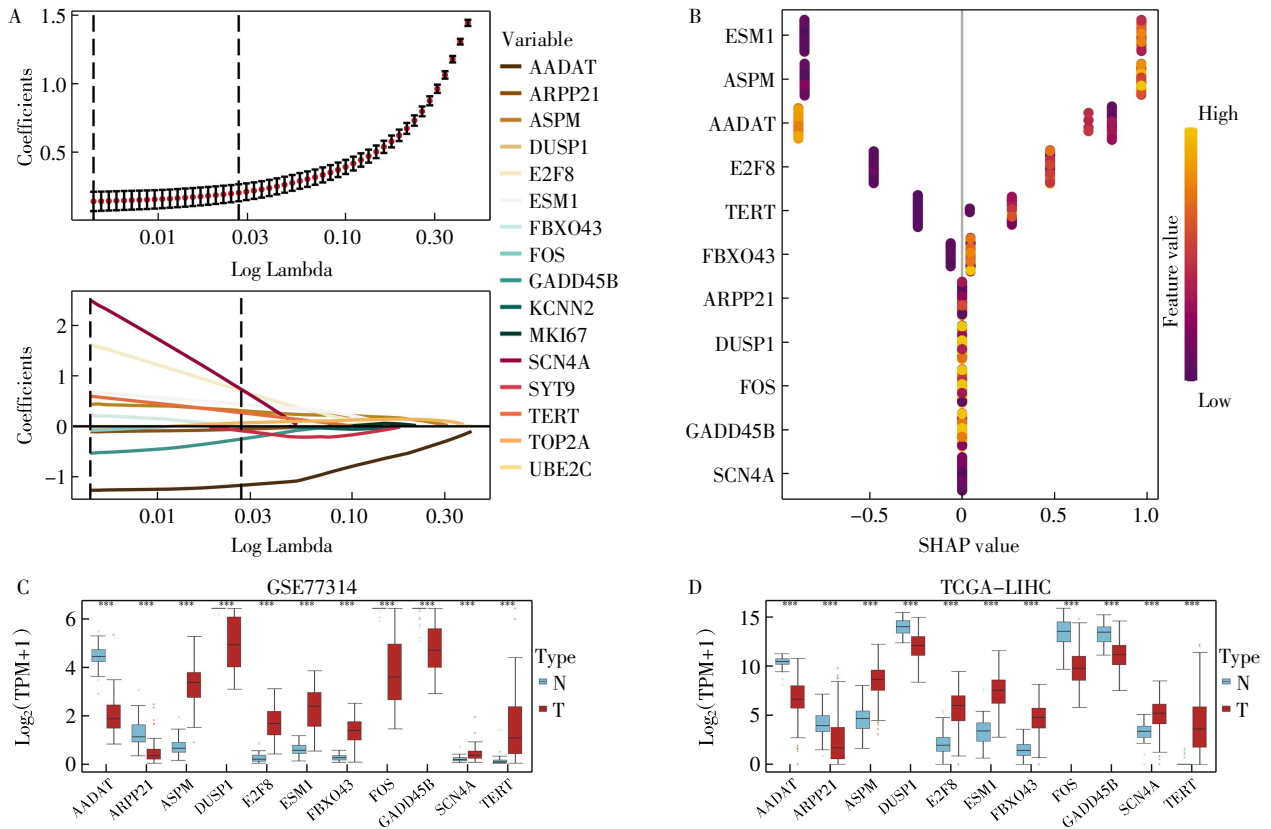 A
1.5
1.0
0.5
Coefficients
0.01
0.03
0.10
0.30
Log Lambda
2
1
0
−1
Coefficients
0.01
0.03
0.10
0.30
Log Lambda
Variable
AADAT
ARPP21
ASPM
DUSP1
E2F8
ESM1
FBXO43
FOS
GADD45B
KCNN2
MKI67
SCN4A
SYT9
TERT
TOP2A
UBE2C
B
ESM1
ASPM
AADAT
E2F8
TERT
FBXO43
ARPP21
DUSP1
FOS
GADD45B
SCN4A
−0.5
0
0.5
1.0
SHAP value
High
Feature value
Low
C
GSE77314
*** *** *** *** *** *** *** *** *** *** ***
6
4
2
0
Log2(TPM+1)
AADAT
ARPP21
ASPM
DUSP1
E2F8
ESM1
FBXO43
FOS
GADD45B
SCN4A
TERT
Type
N
T
D
TCGA−LIHC
*** *** *** *** *** *** *** *** *** *** ***
15
10
5
0
Log2(TPM+1)
AADAT
ARPP21
ASPM
DUSP1
E2F8
ESM1
FBXO43
FOS
GADD45B
SCN4A
TERT
Type
N
T